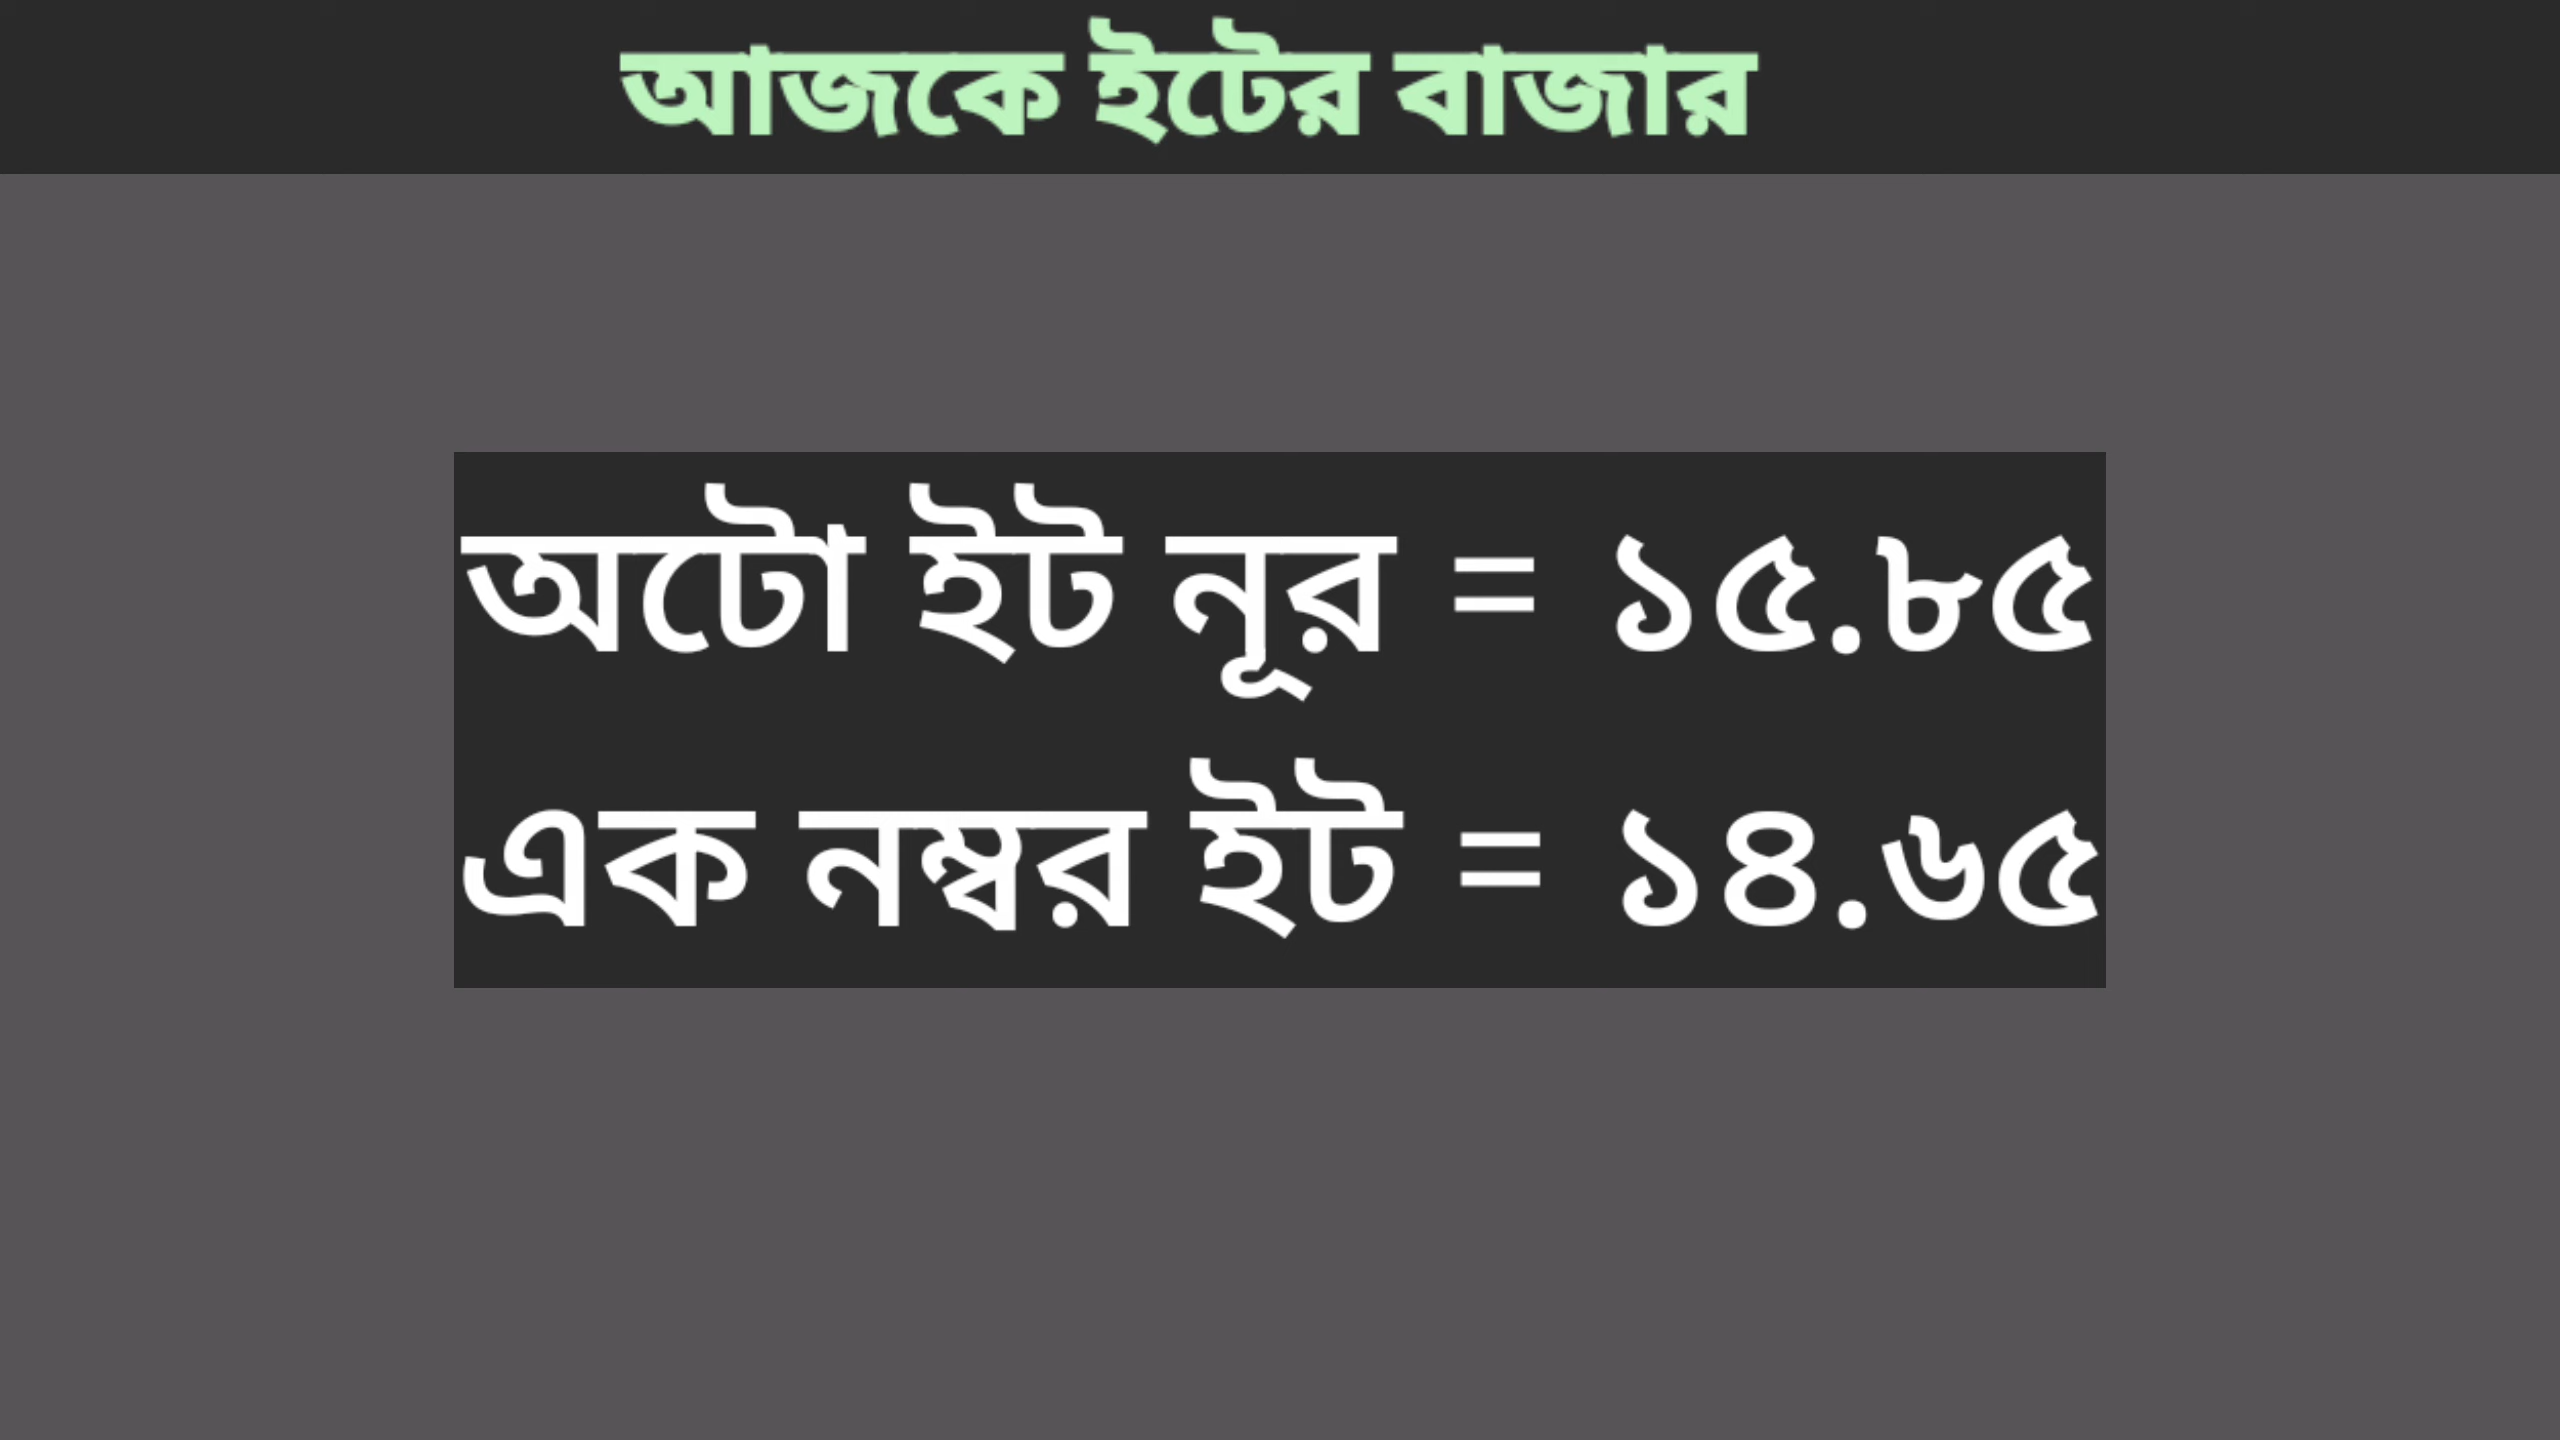 আজকে ইটের বাজার
অটো ইট নূর = ১৫.৮৫
এক নম্বর ইট = ১৪.৬৫